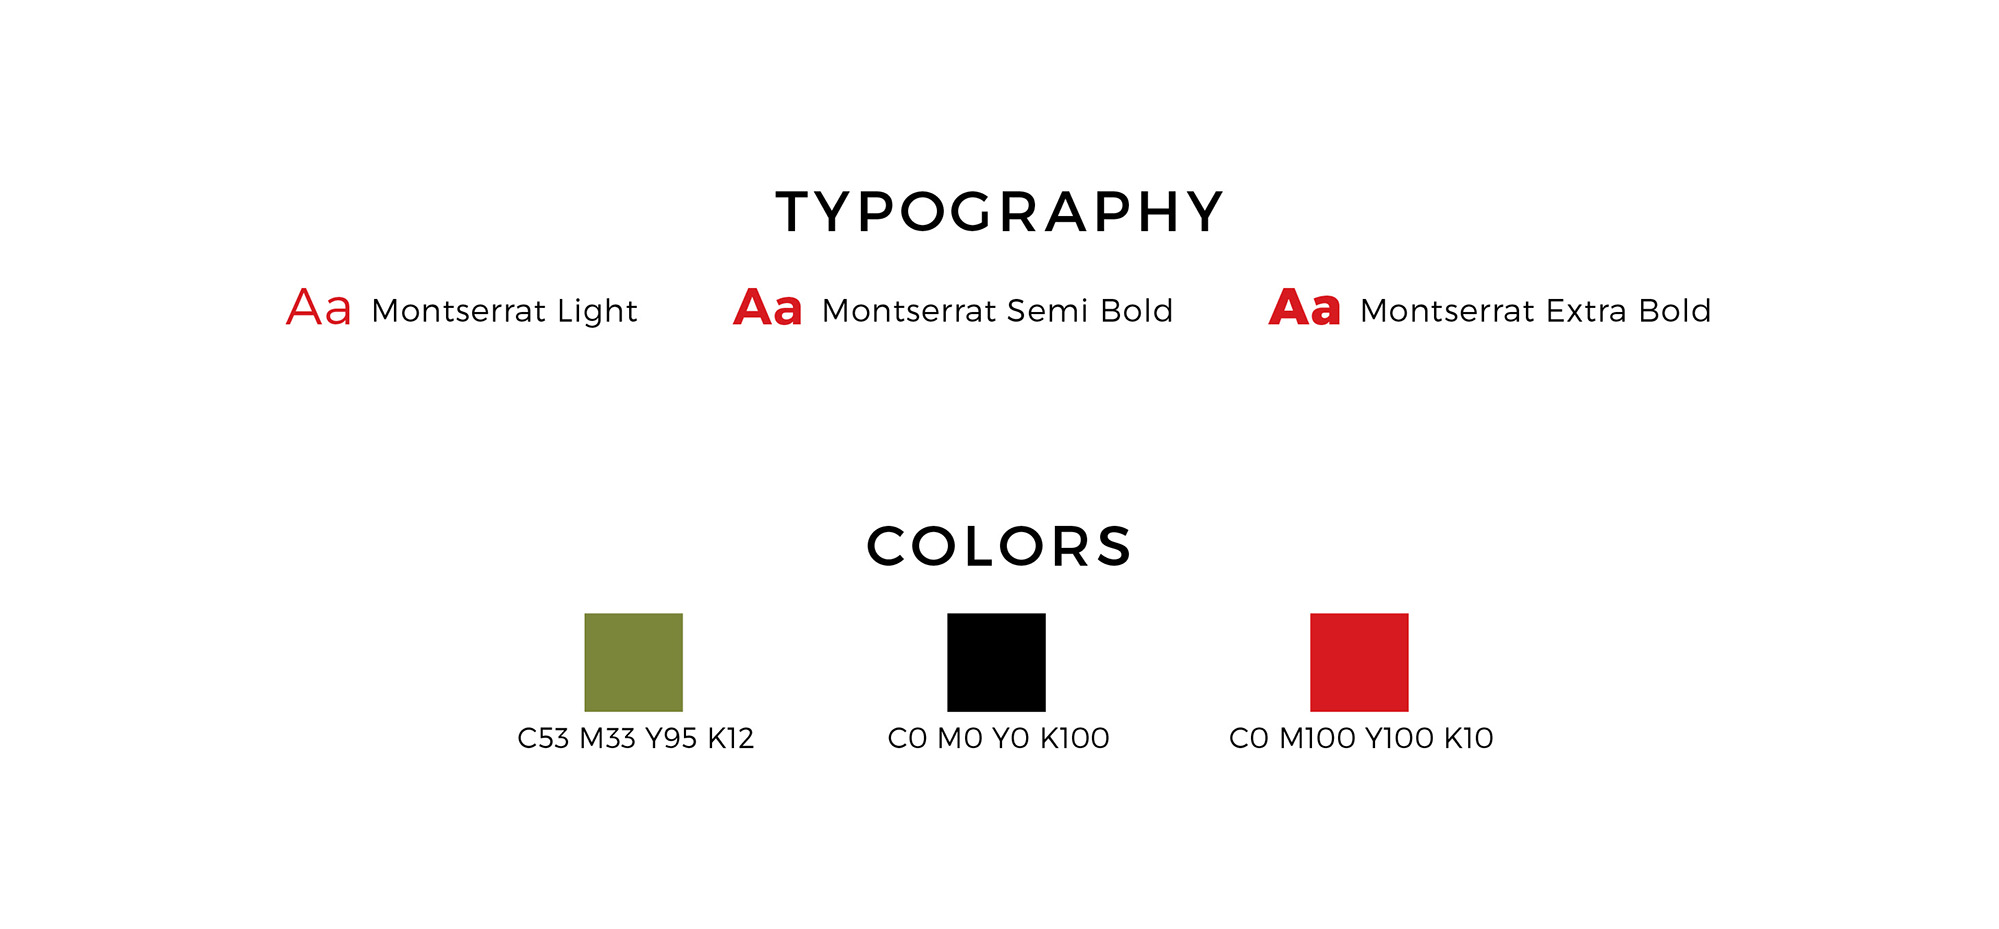 TYPOGRAPHY
Aa Montserrat Light
Aa Montserrat Semi Bold
Aa Montserrat Extra Bold
COLORS
C53 M33 Y95 K12
C0 M0 Y0 K100
C0 M100 Y100 K10